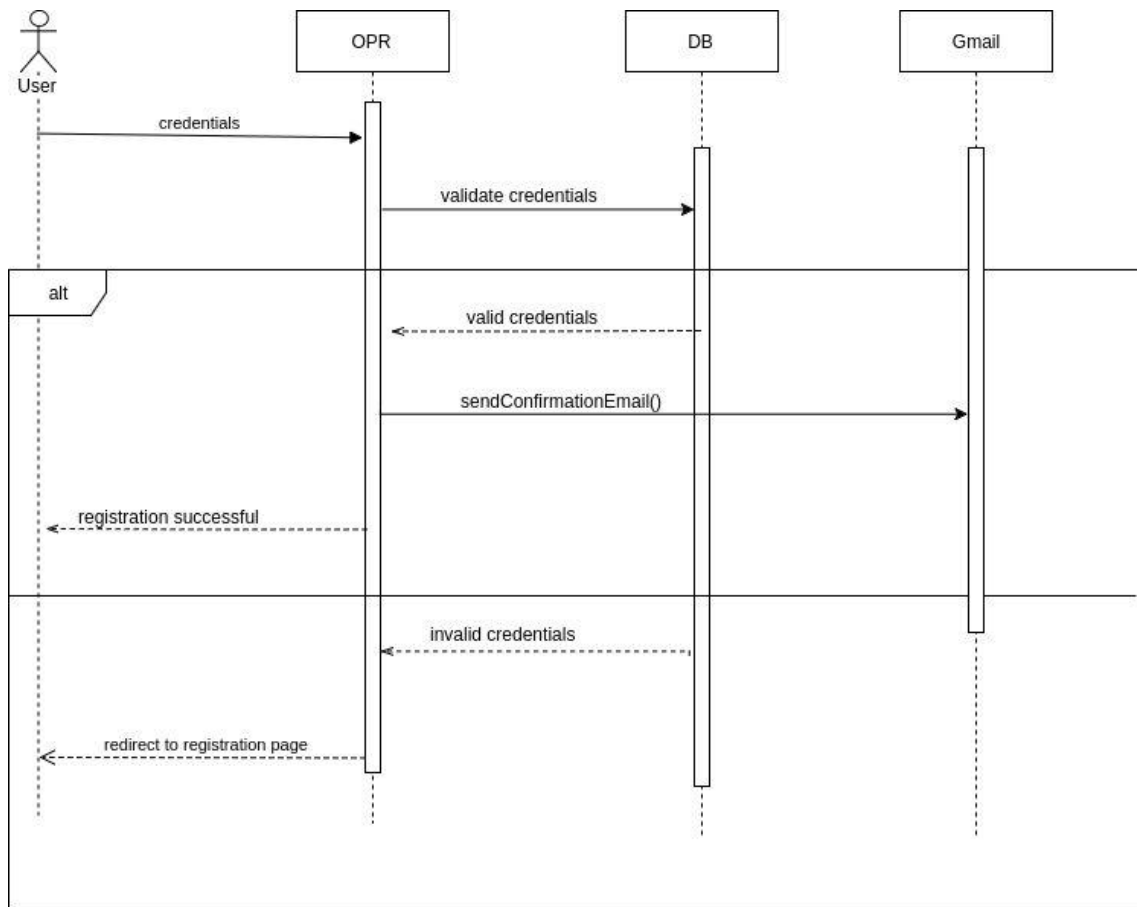 OPR
DB
Gmail
User
credentials
validate credentials
alt
valid credentials
sendConfirmationEmail()
registration successful
invalid credentials
redirect to registration page